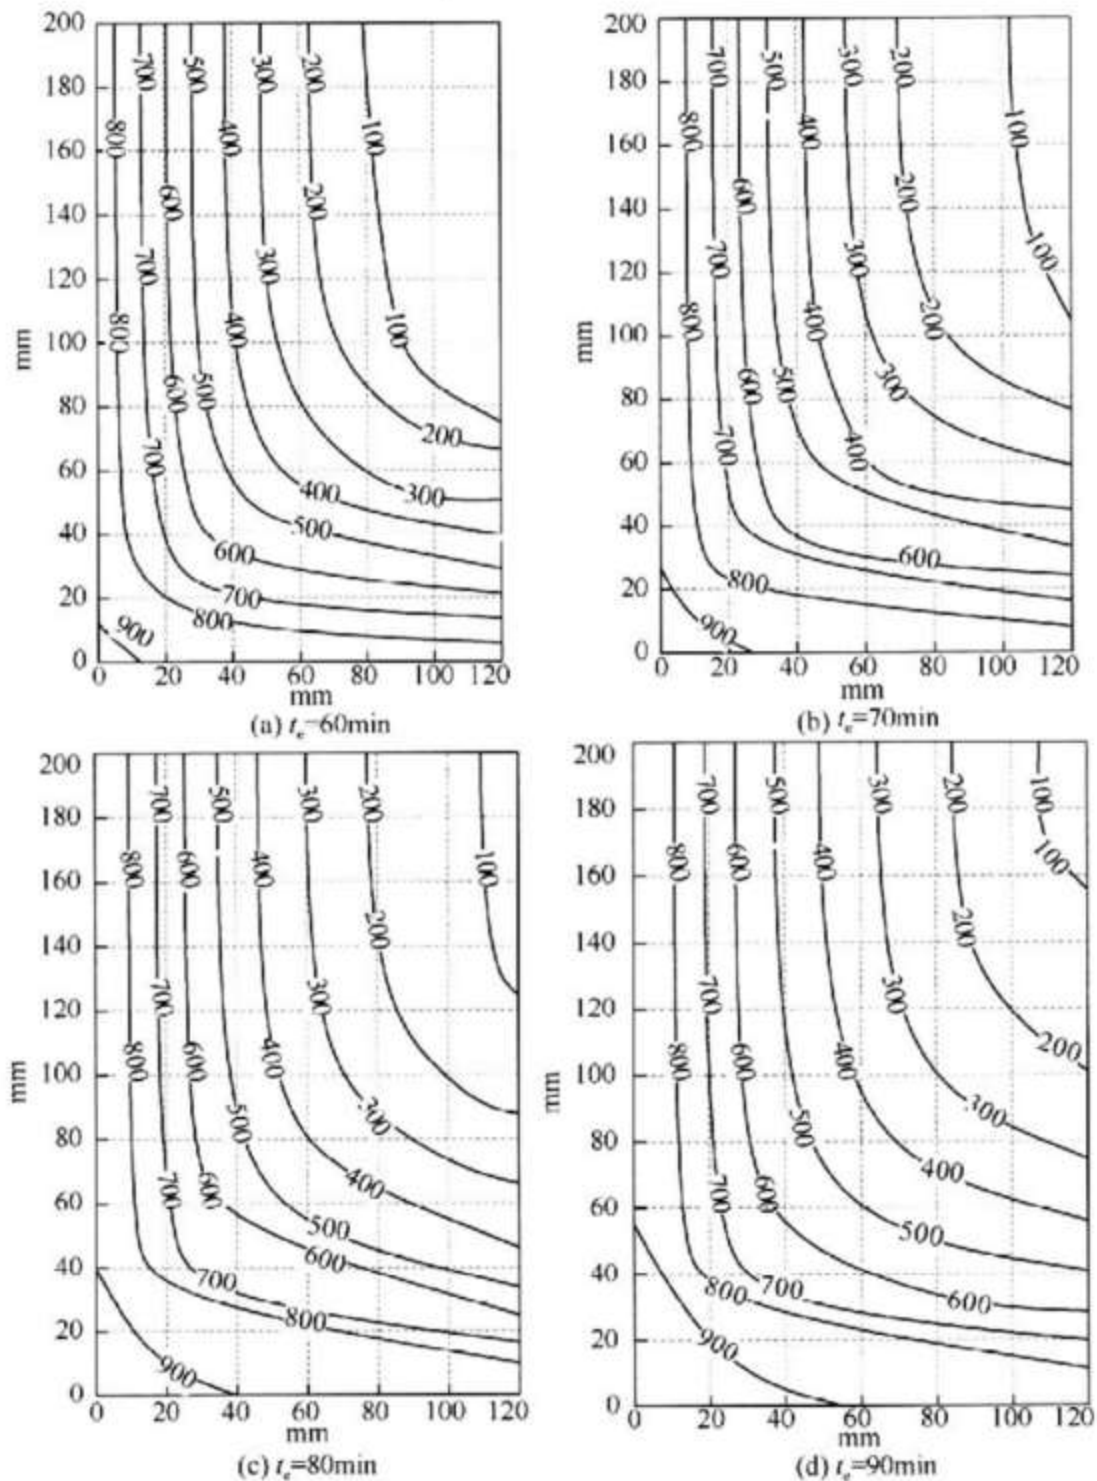 200
180 700 500 300 200
160 800 400 100
140 600 200
120 700 300
100 800 400 100
mm
80 600 500
200
60 700
400 300
500
40
600
20 700
800
900
0
0 20 40 60 80 100 120
mm
(a) tₑ=60min
200
180 700 500 300 200
160 800 400 100
140 600 200
120 700 300 100
100 800 400 200
mm
80 600 500 300
60 700 400
40
600
20 800
900
0
0 20 40 60 80 100 120
mm
(b) tₑ=70min
200
180 700 500 300 200
160 800 600 400 100
140 200
120 700 300
100 800 600 400
mm
80 500 300
60 700 600 400
500
600
40 700
800
20
900
0
0 20 40 60 80 100 120
mm
(c) tₑ=80min
200
180 700 500 300 200 100
160 800 600 400 100
140 200
120 700 300
200
100 800 600 400
mm
300
80 500
400
60 700 600
500
40
700
800 600
20
900
0
0 20 40 60 80 100 120
mm
(d) tₑ=90min